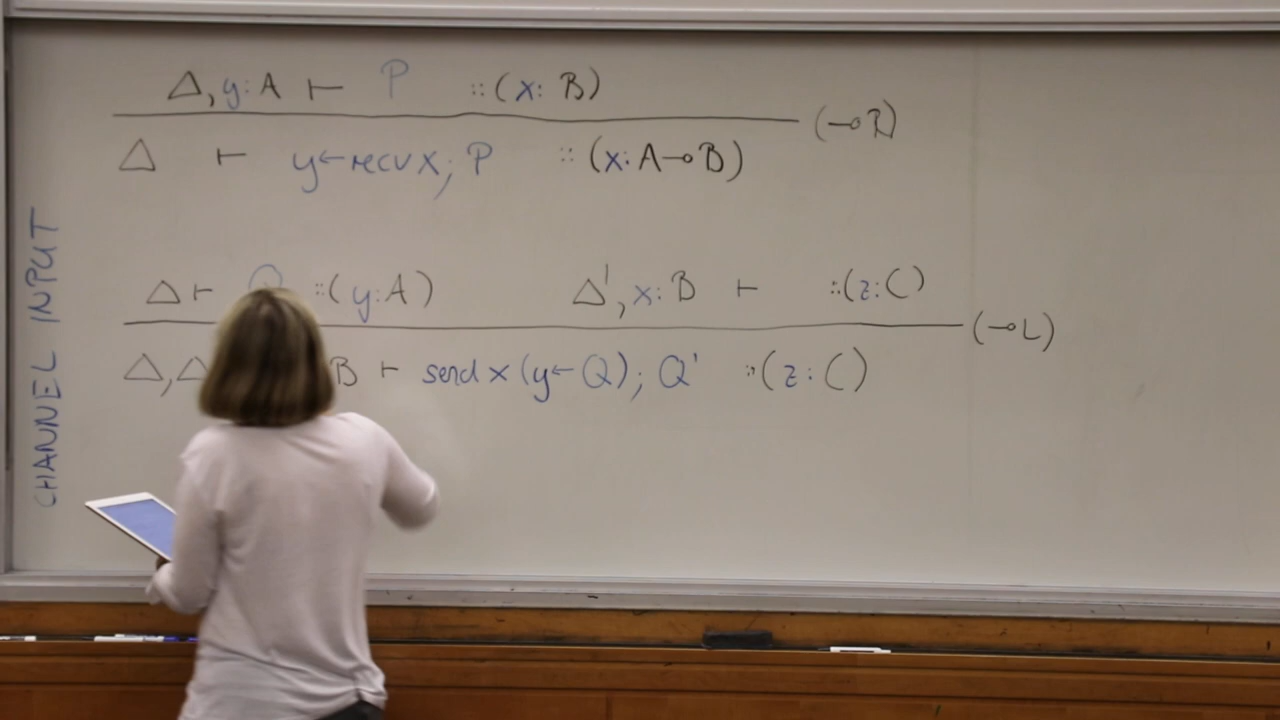 Δ, y: A ⊢ P :: (x: B)
(⊸R)
Δ ⊢ y←recv x; P :: (x: A⊸B)
CHANNEL INPUT
Δ ⊢ Q ::(y:A) Δ', x: B ⊢ ::(z:C)
(⊸L)
Δ, Δ B ⊢ send x (y←Q); Q' ::(z:C)